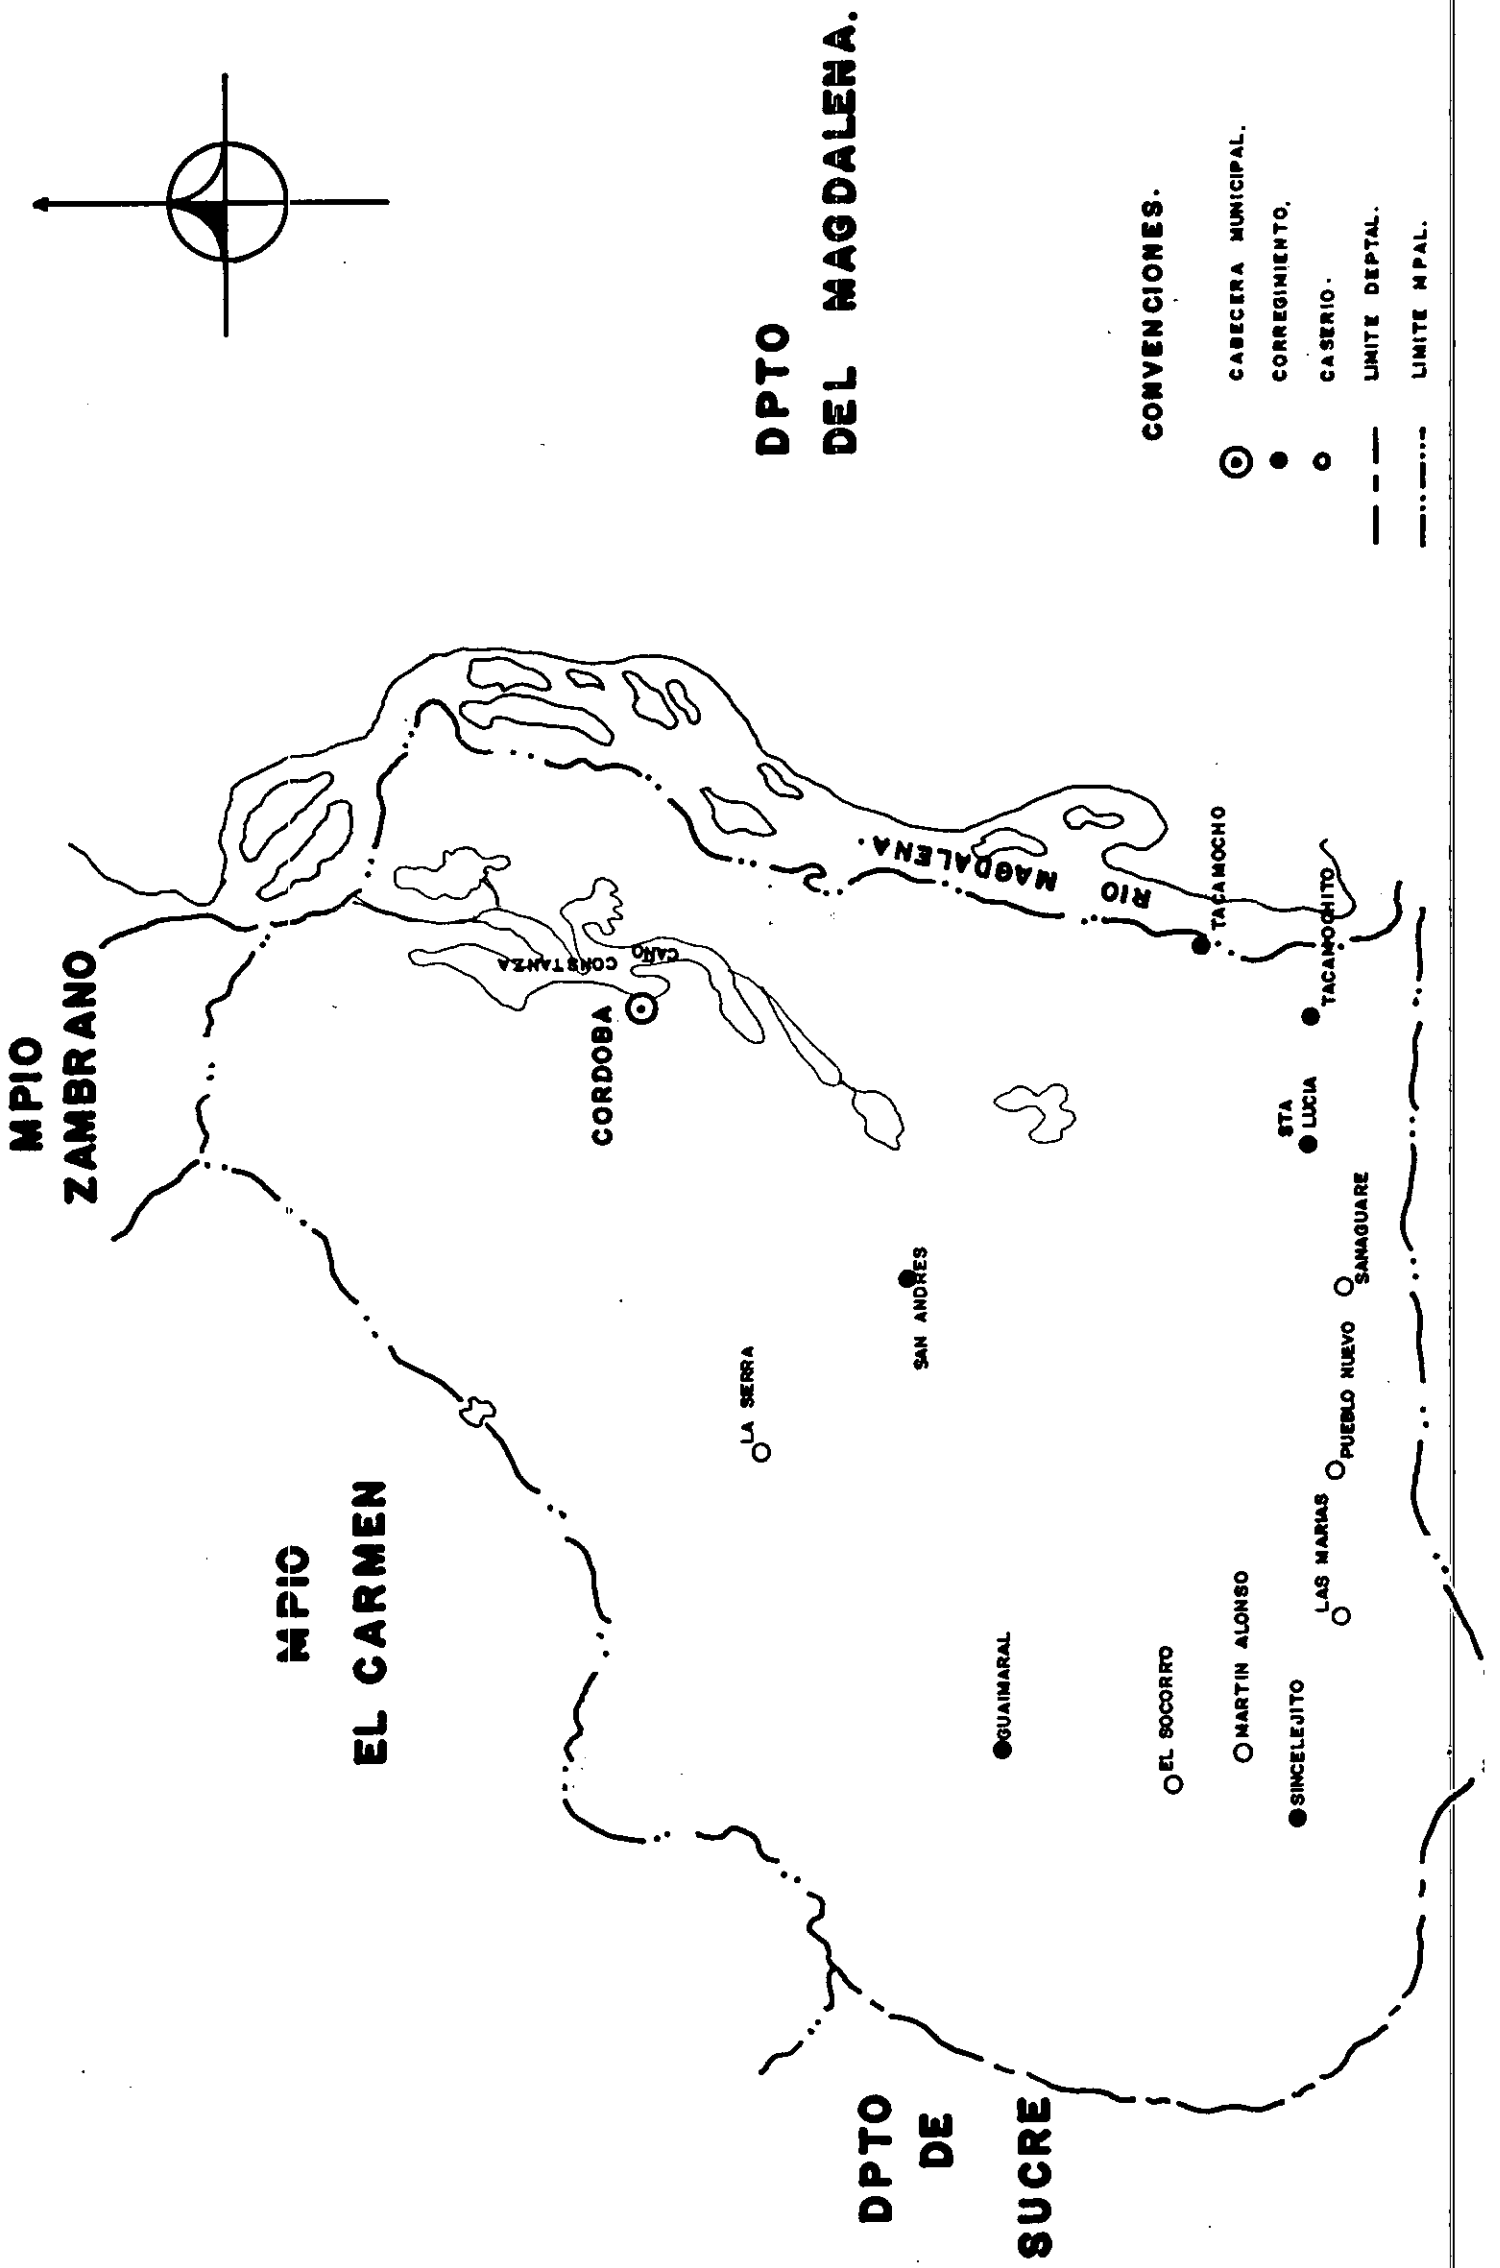 MPIO
ZAMBRANO
MPIO
EL CARMEN
DPTO
DEL MAGDALENA.
CORDOBA
CAÑO
CONSTANZA
LA SIERRA
SAN ANDRES
RIO
MAGDALENA.
GUAIMARAL
DPTO
DE
SUCRE
EL SOCORRO
MARTIN ALONSO
SINCELEJITO
LAS MARIAS
PUEBLO NUEVO
SANAGUARE
STA
LUCIA
TACAMOCHITO
TACAMOCHO
CONVENCIONES.
CABECERA MUNICIPAL.
CORREGIMIENTO.
CASERIO.
LIMITE DEPTAL.
LIMITE MPAL.